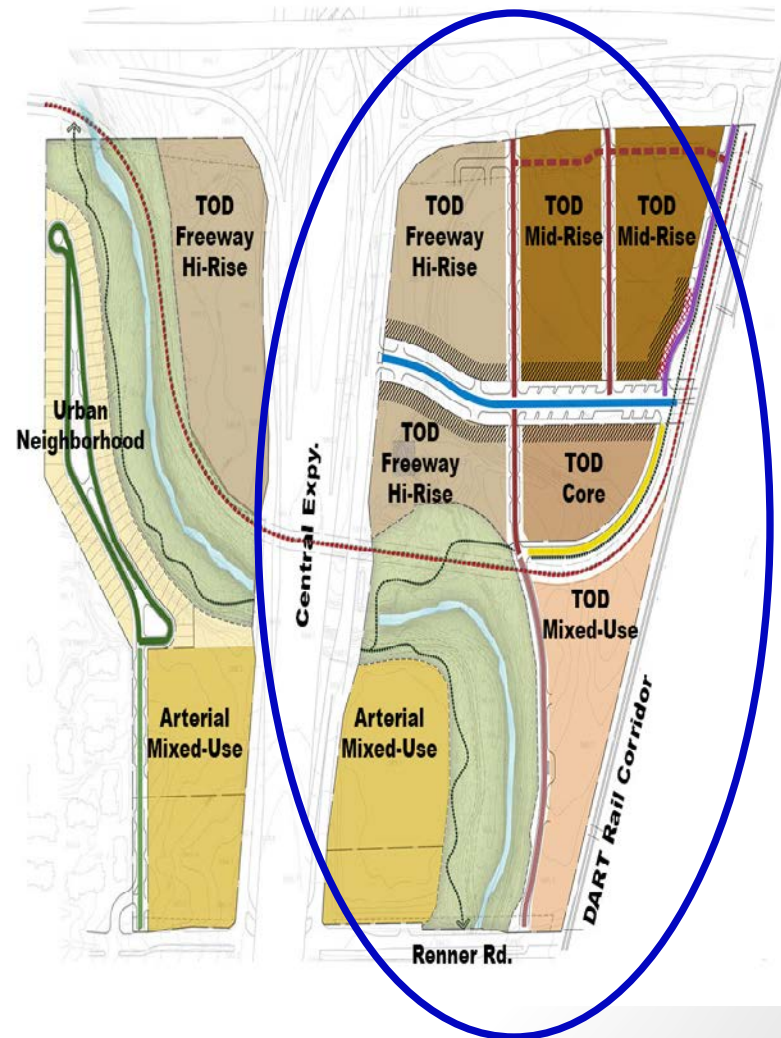 TOD
Freeway
Hi-Rise
TOD
Freeway
Hi-Rise
TOD
Mid-Rise
TOD
Mid-Rise
Urban
Neighborhood
TOD
Freeway
Hi-Rise
TOD
Core
Central Expy.
TOD
Mixed-Use
Arterial
Mixed-Use
Arterial
Mixed-Use
DART Rail Corridor
Renner Rd.